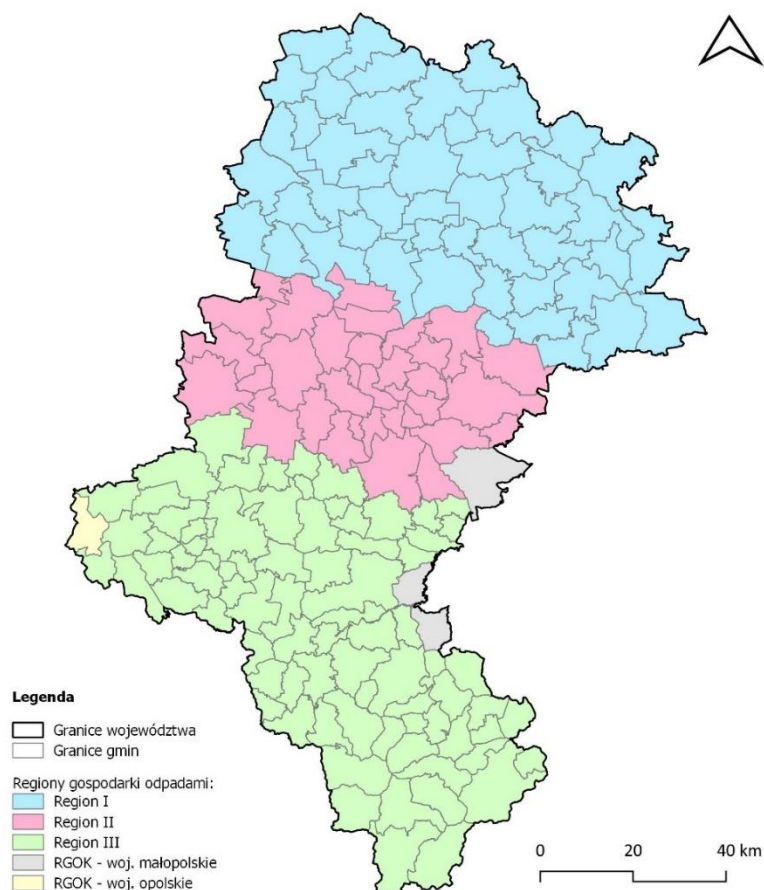 Legenda
Granice województwa
Granice gmin
Regiony gospodarki odpadami:
Region I
Region II
Region III
RGOK - woj. małopolskie
RGOK - woj. opolskie
0 20 40 km